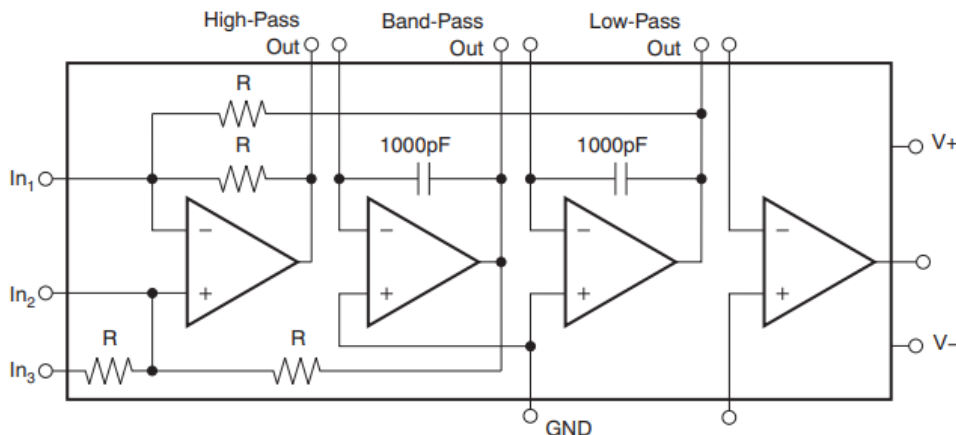 High-Pass
Out
Band-Pass
Out
Low-Pass
Out
R
1000pF
1000pF
V+
In₁
R
−
−
−
−
In₂
+
+
+
+
R
R
V−
In₃
GND